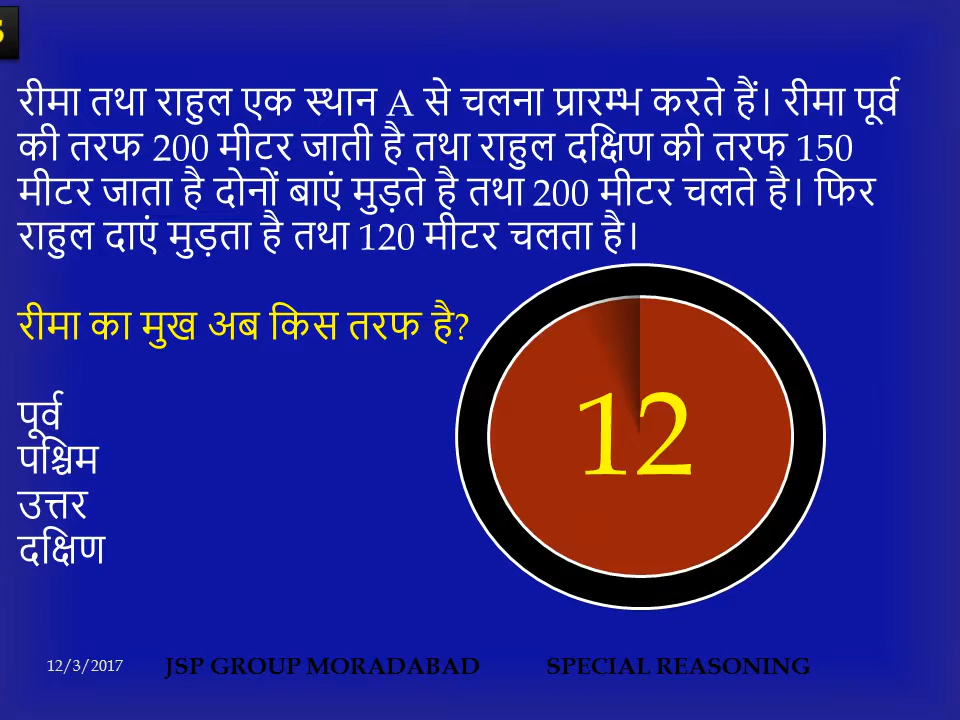 रीमा तथा राहुल एक स्थान A से चलना प्रारम्भ करते हैं। रीमा पूर्व
की तरफ 200 मीटर जाती है तथा राहुल दक्षिण की तरफ 150
मीटर जाता है दोनों बाएं मुड़ते है तथा 200 मीटर चलते है। फिर
राहुल दाएं मुड़ता है तथा 120 मीटर चलता है।
रीमा का मुख अब किस तरफ है?
12
पूर्व
पश्चिम
उत्तर
दक्षिण
12/3/2017 JSP GROUP MORADABAD SPECIAL REASONING